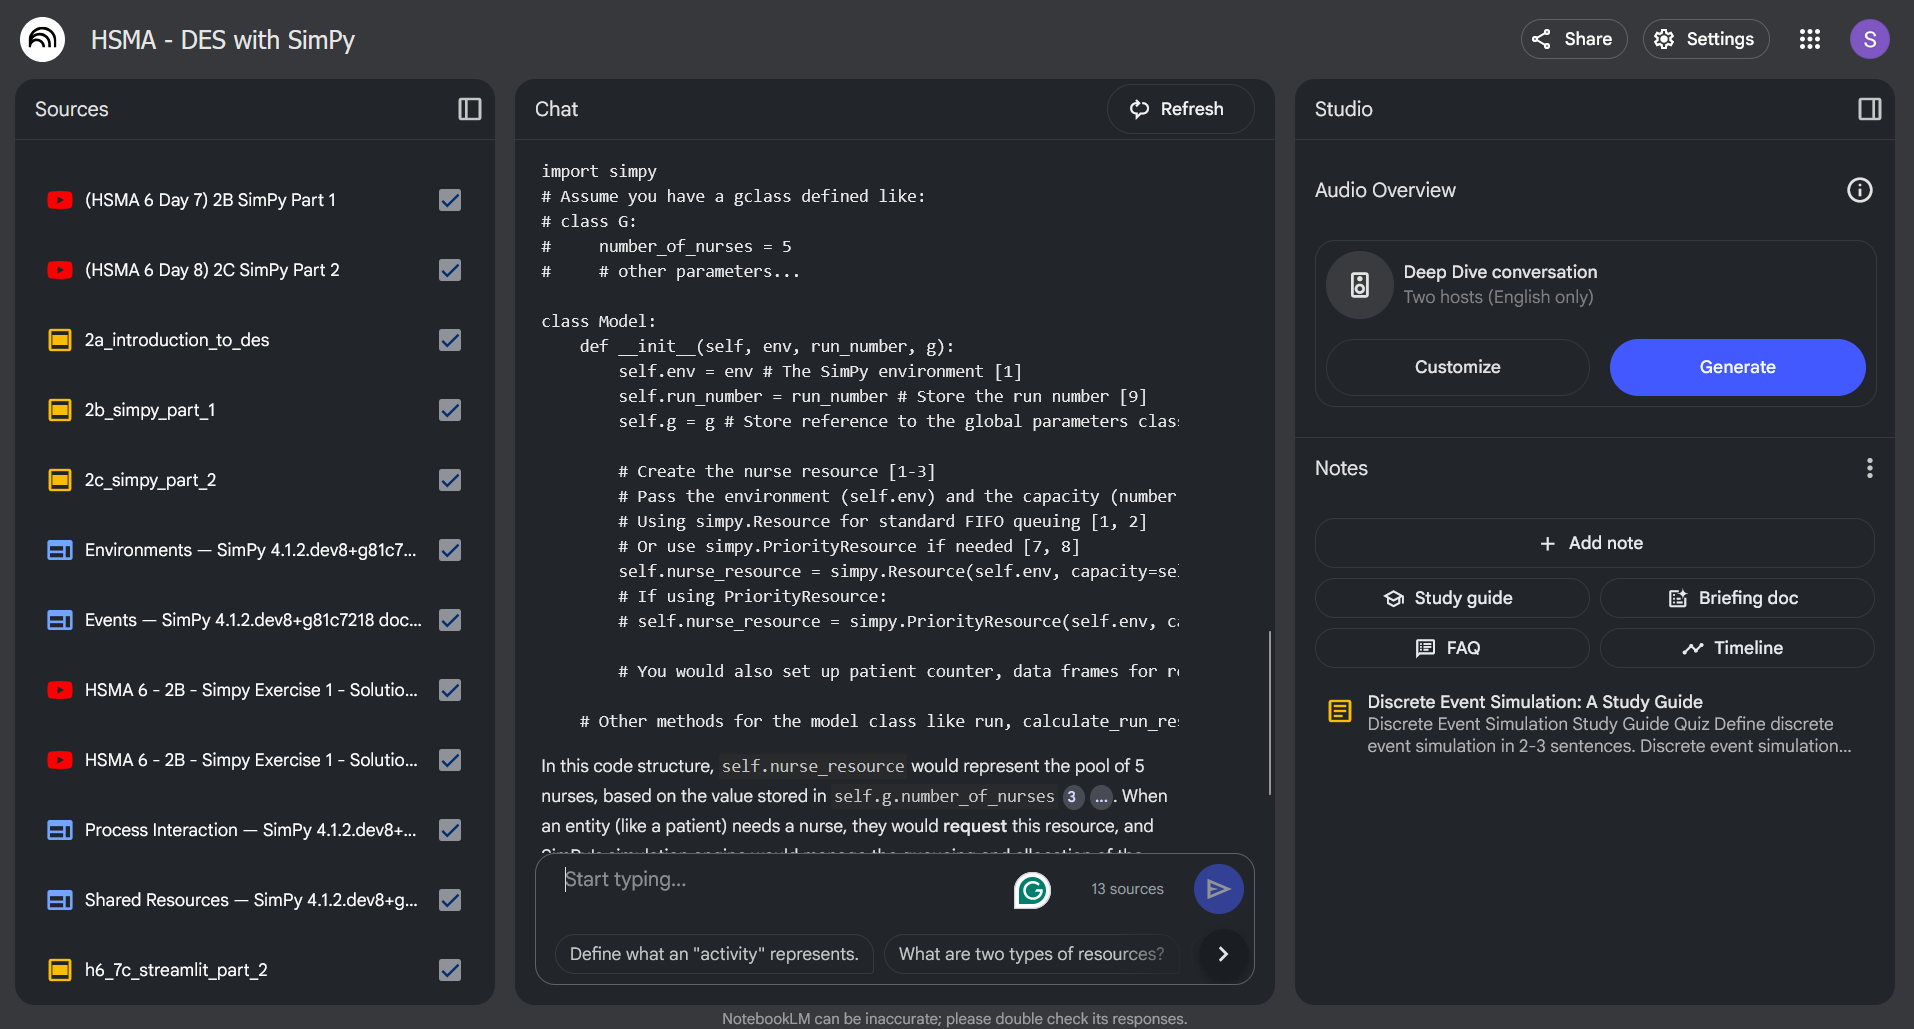 HSMA - DES with SimPy
Share
Settings
S
Sources
(HSMA 6 Day 7) 2B SimPy Part 1
(HSMA 6 Day 8) 2C SimPy Part 2
2a_introduction_to_des
2b_simpy_part_1
2c_simpy_part_2
Environments — SimPy 4.1.2.dev8+g81c7...
Events — SimPy 4.1.2.dev8+g81c7218 doc...
HSMA 6 - 2B - Simpy Exercise 1 - Solutio...
HSMA 6 - 2B - Simpy Exercise 1 - Solutio...
Process Interaction — SimPy 4.1.2.dev8+...
Shared Resources — SimPy 4.1.2.dev8+g...
h6_7c_streamlit_part_2
Chat
Refresh
import simpy
# Assume you have a gclass defined like:
# class G:
#     number_of_nurses = 5
#     # other parameters...
class Model:
    def __init__(self, env, run_number, g):
        self.env = env # The SimPy environment [1]
        self.run_number = run_number # Store the run number [9]
        self.g = g # Store reference to the global parameters clas
        # Create the nurse resource [1-3]
        # Pass the environment (self.env) and the capacity (number
        # Using simpy.Resource for standard FIFO queuing [1, 2]
        # Or use simpy.PriorityResource if needed [7, 8]
        self.nurse_resource = simpy.Resource(self.env, capacity=se
        # If using PriorityResource:
        # self.nurse_resource = simpy.PriorityResource(self.env, ca
        # You would also set up patient counter, data frames for re
    # Other methods for the model class like run, calculate_run_res
In this code structure, self.nurse_resource would represent the pool of 5
nurses, based on the value stored in self.g.number_of_nurses 3 ... . When
an entity (like a patient) needs a nurse, they would request this resource, and
SimPy's simulation engine would manage the queueing and allocation of the
Start typing...
13 sources
Define what an "activity" represents.
What are two types of resources?
Studio
Audio Overview
Deep Dive conversation
Two hosts (English only)
Customize
Generate
Notes
+ Add note
Study guide
Briefing doc
FAQ
Timeline
Discrete Event Simulation: A Study Guide
Discrete Event Simulation Study Guide Quiz Define discrete
event simulation in 2-3 sentences. Discrete event simulation...
NotebookLM can be inaccurate; please double check its responses.